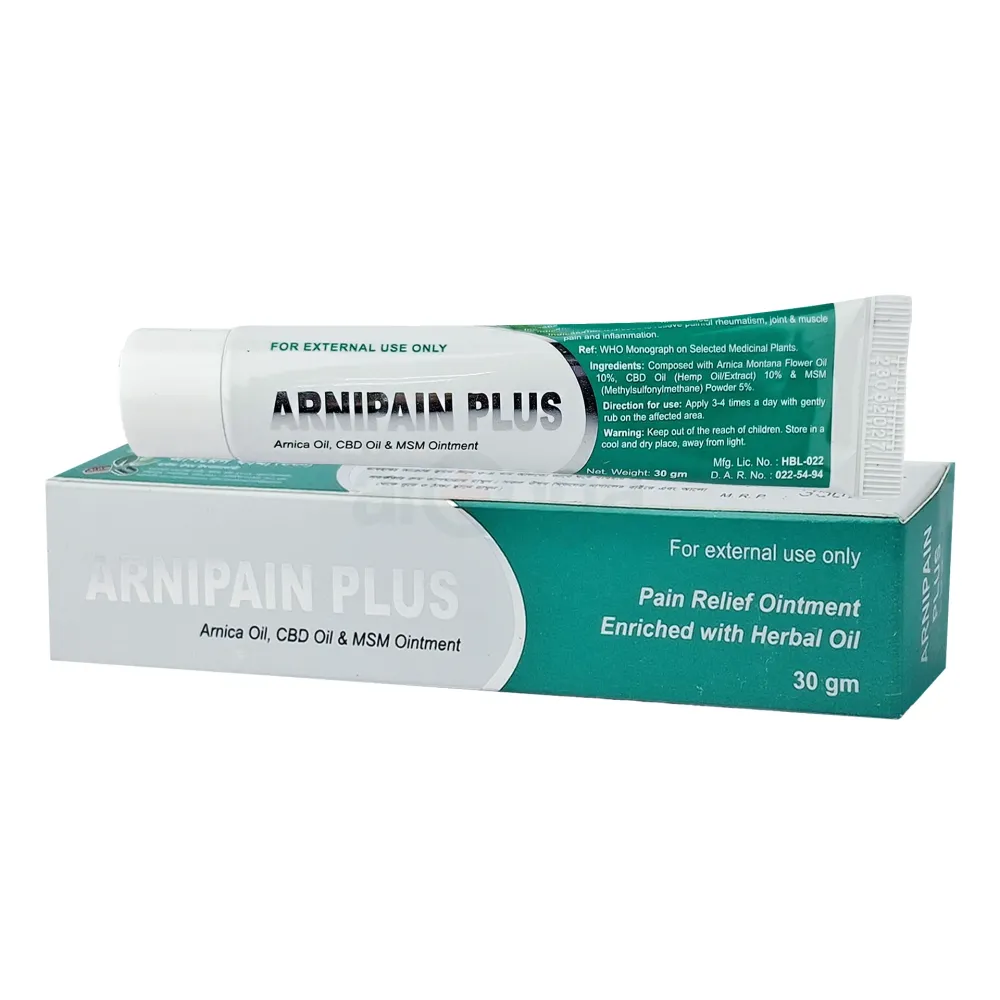 FOR EXTERNAL USE ONLY
ARNIPAIN PLUS
Arnica Oil, CBD Oil & MSM Ointment
painful rheumatism, joint & muscle
pain and inflammation.
Ref: WHO Monograph on Selected Medicinal Plants.
Ingredients: Composed with Arnica Montana Flower Oil
10%, CBD Oil (Hemp Oil/Extract) 10% & MSM
(Methylsulfonylmethane) Powder 5%.
Direction for use: Apply 3-4 times a day with gently
rub on the affected area.
Warning: Keep out of the reach of children. Store in a
cool and dry place, away from light.
Mfg. Lic. No. : HBL-022
Net. Weight: 30 gm
D. A. R. No. : 022-54-94
M. R. P.
ARNIPAIN PLUS
Arnica Oil, CBD Oil & MSM Ointment
For external use only
Pain Relief Ointment
Enriched with Herbal Oil
30 gm
ARNIPAIN
PLUS